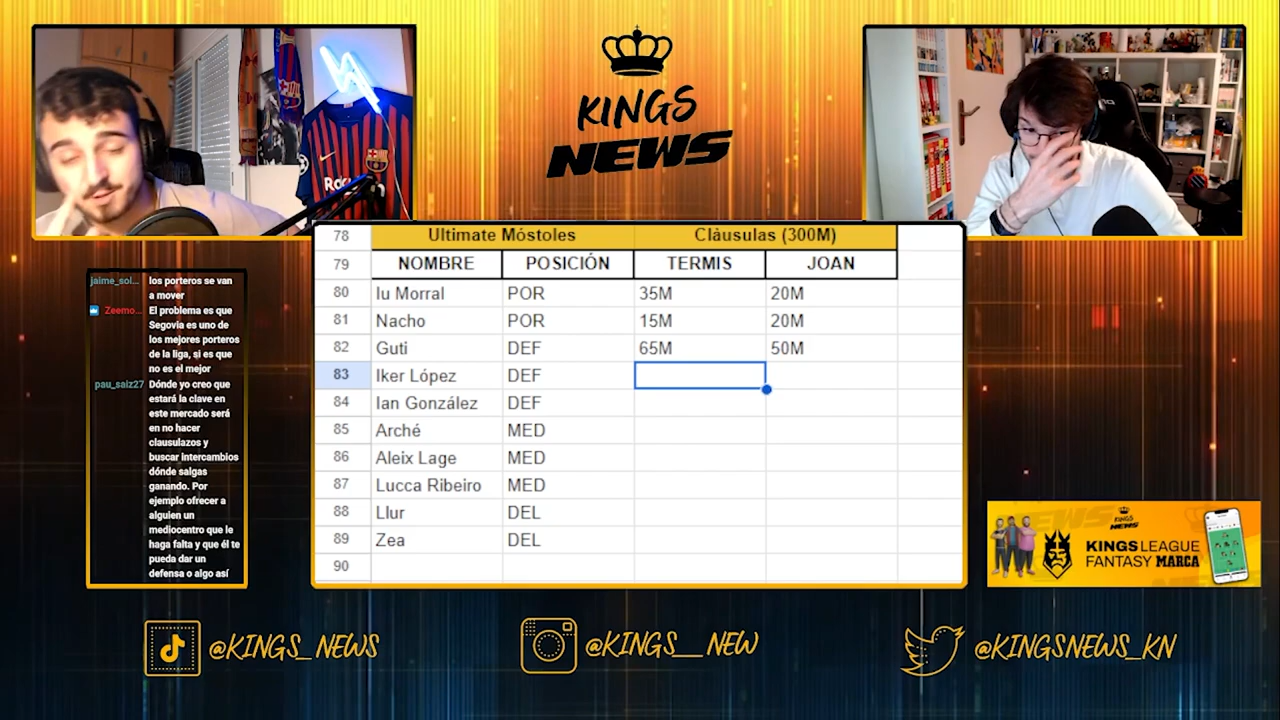 KINGS
NEWS
Rak
78 Ultimate Móstoles Cláusulas (300M)
79 NOMBRE POSICIÓN TERMIS JOAN
80 Iu Morral POR 35M 20M
81 Nacho POR 15M 20M
82 Guti DEF 65M 50M
83 Iker López DEF
84 Ian González DEF
85 Arché MED
86 Aleix Lage MED
87 Lucca Ribeiro MED
88 Llur DEL
89 Zea DEL
90
jaime_sol... los porteros se van
a mover
Zeemo... El problema es que
Segovia es uno de
los mejores porteros
de la liga, si es que
no es el mejor
pau_saiz27 Dónde yo creo que
estará la clave en
este mercado será
en no hacer
clausulazos y
buscar intercambios
dónde salgas
ganando. Por
ejemplo ofrecer a
alguien un
mediocentro que le
haga falta y que él te
pueda dar un
defensa o algo así
KINGS
NEWS
KINGS LEAGUE
FANTASY MARCA
@KINGS_NEWS
@KINGS__NEW
@KINGSNEWS_KN